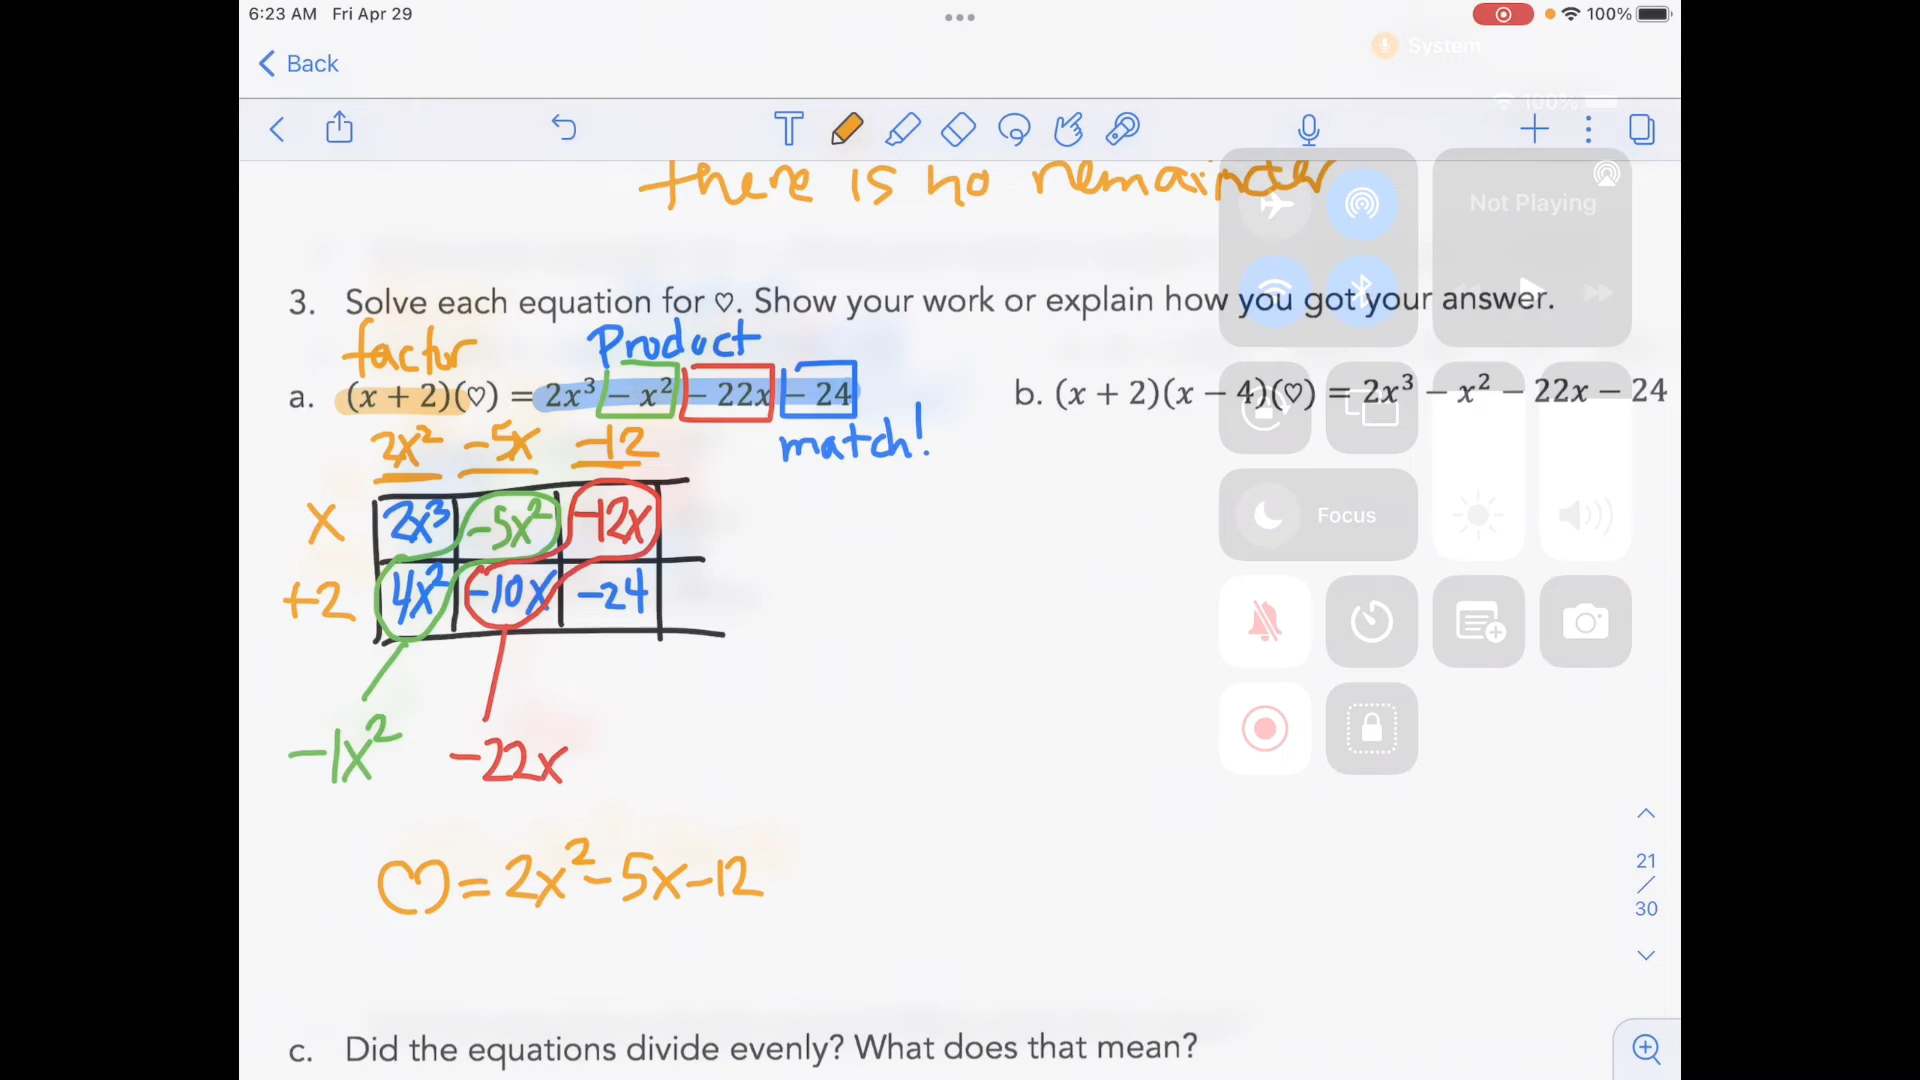 6:23 AM Fri Apr 29
100%
System
Back
100%
there is no remainder
Not Playing
3. Solve each equation for ♡. Show your work or explain how you got your answer.
factor
Product
a. (x + 2)(♡) = 2x³ − x² − 22x − 24
b. (x + 2)(x − 4)(♡) = 2x³ − x² − 22x − 24
2x² −5x −12
match!
x 2x³ −5x² −12x
+2 4x² −10x −24
Focus
−1x² −22x
♡ = 2x² − 5x − 12
21
/
30
c. Did the equations divide evenly? What does that mean?